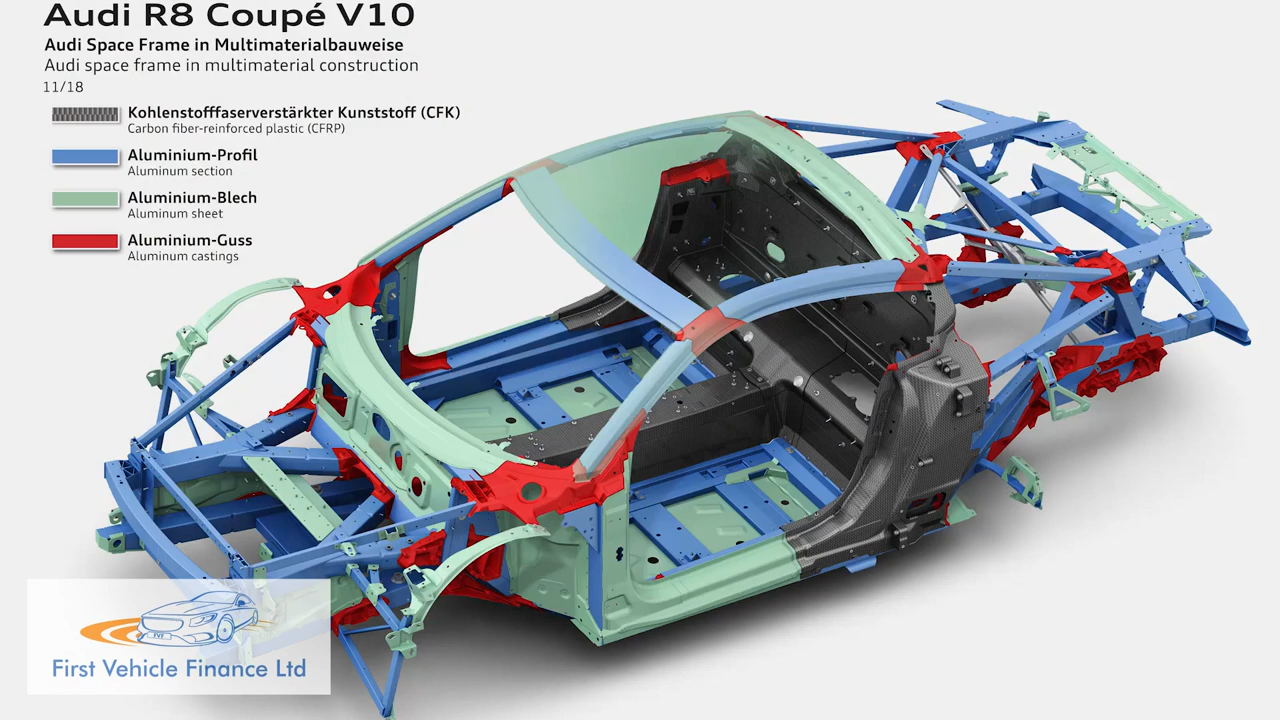 Audi R8 Coupé V10
Audi Space Frame in Multimaterialbauweise
Audi space frame in multimaterial construction
11/18
Kohlenstofffaserverstärkter Kunststoff (CFK)
Carbon fiber-reinforced plastic (CFRP)
Aluminium-Profil
Aluminum section
Aluminium-Blech
Aluminum sheet
Aluminium-Guss
Aluminum castings
FVF
First Vehicle Finance Ltd